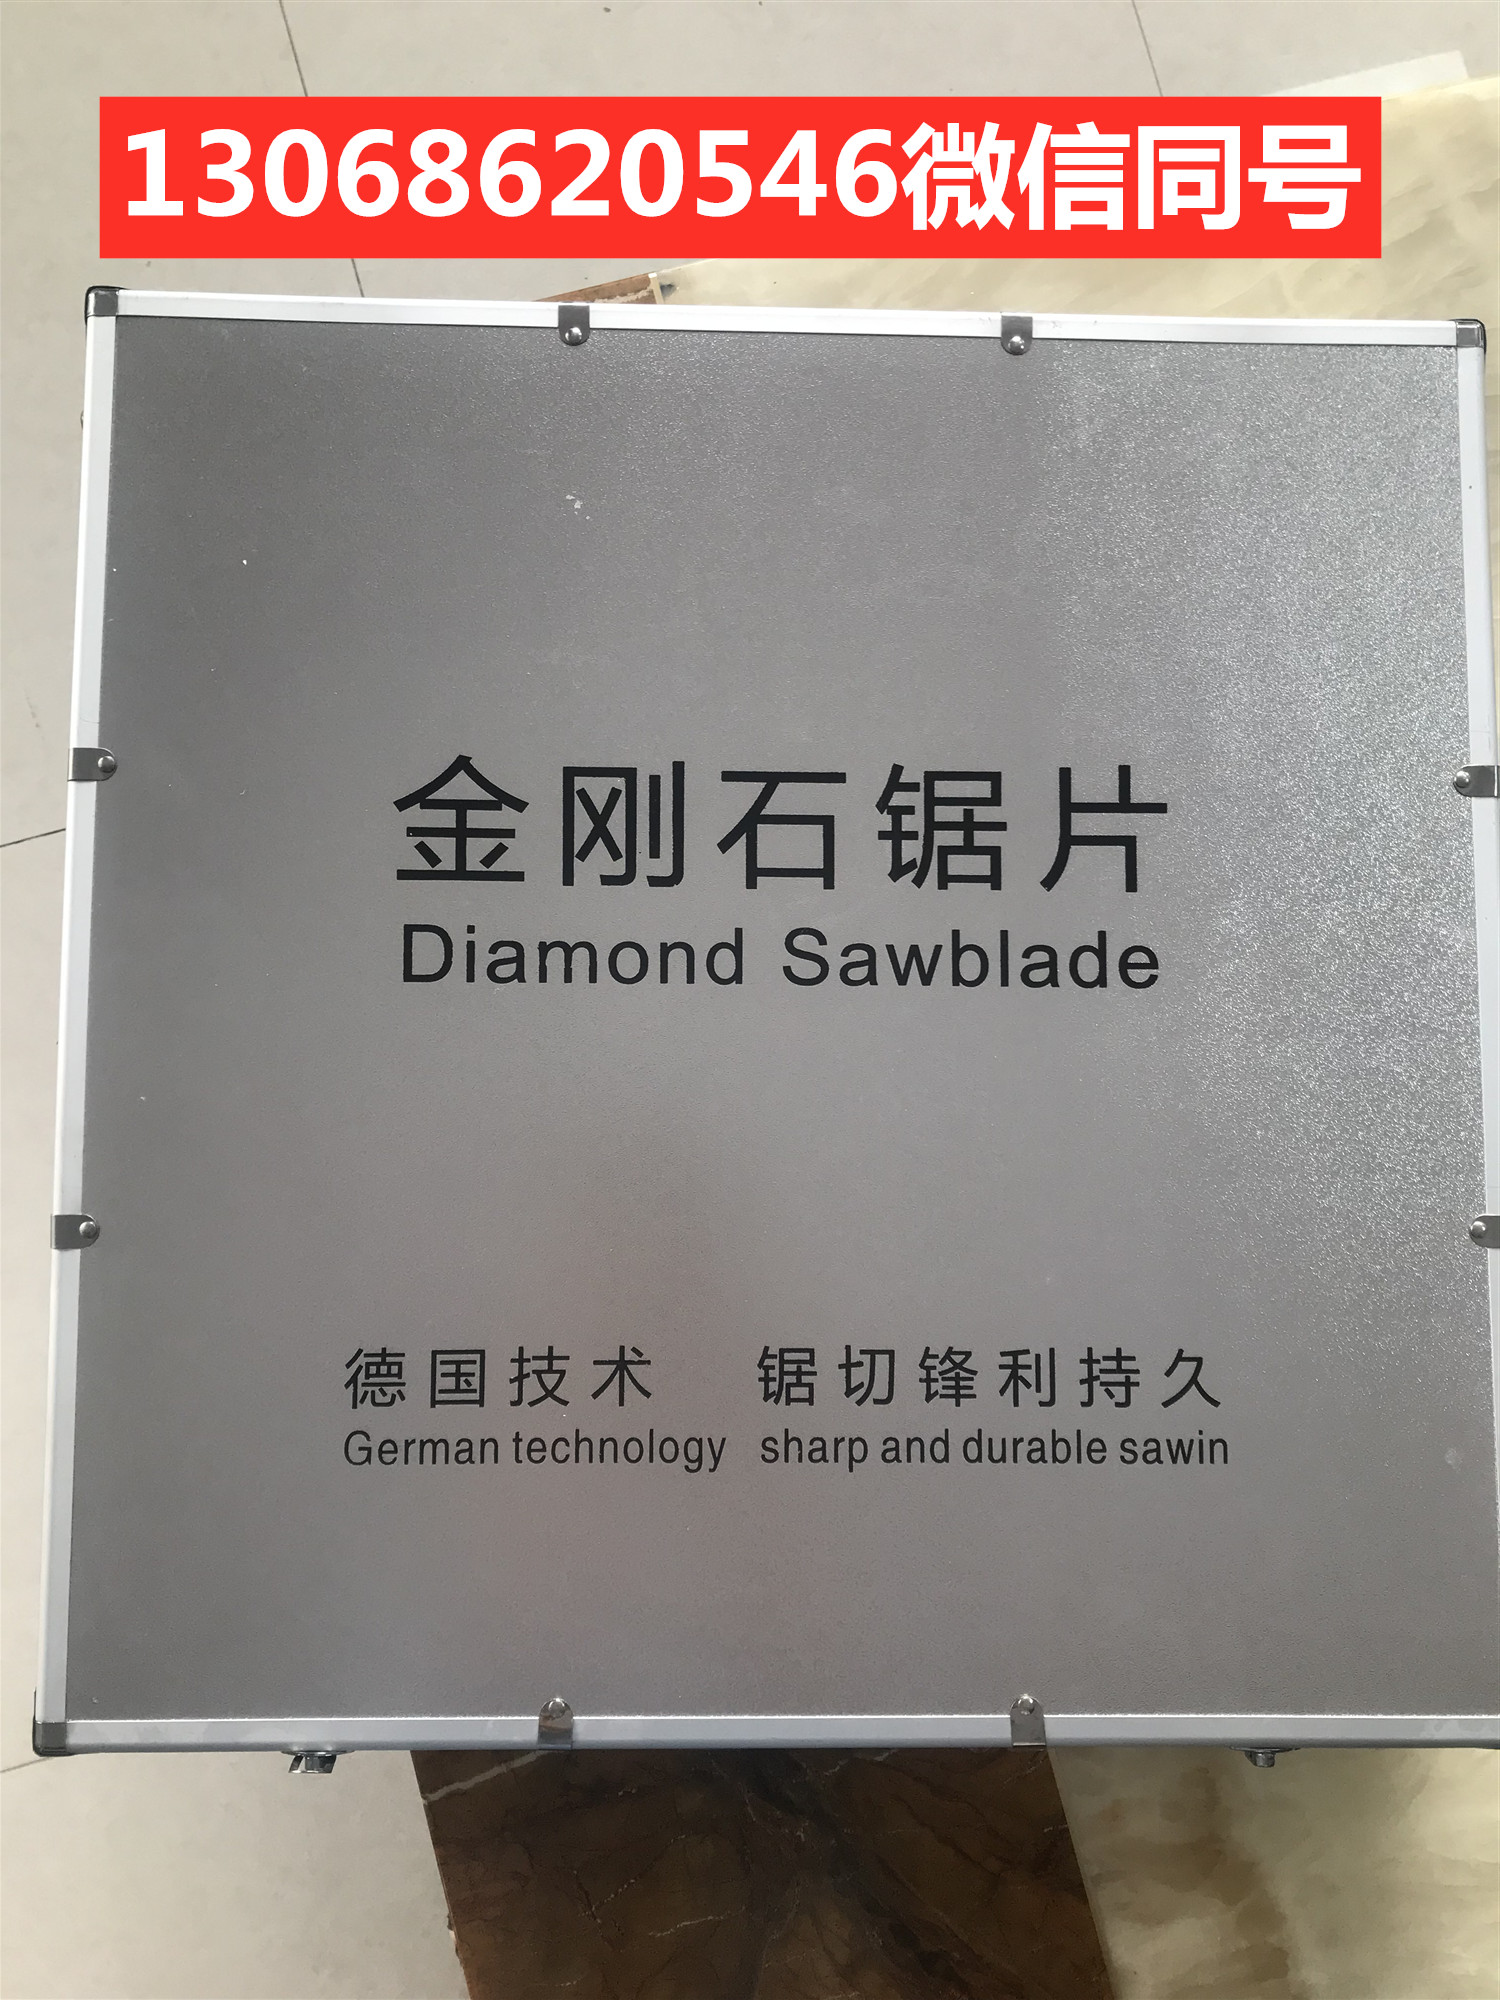 13068620546微信同号
金刚石锯片
Diamond Sawblade
德国技术 锯切锋利持久
German technology sharp and durable sawin